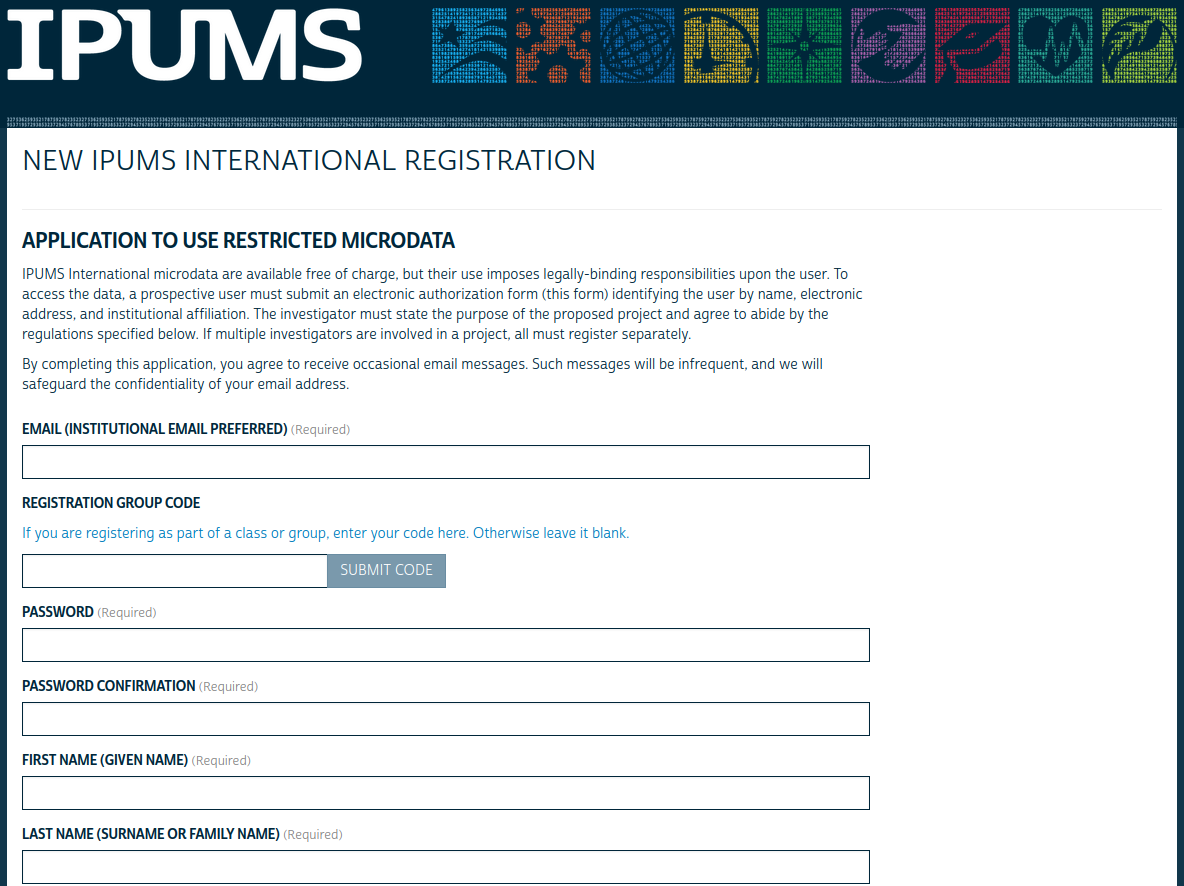 IPUMS
NEW IPUMS INTERNATIONAL REGISTRATION
APPLICATION TO USE RESTRICTED MICRODATA
IPUMS International microdata are available free of charge, but their use imposes legally-binding responsibilities upon the user. To
access the data, a prospective user must submit an electronic authorization form (this form) identifying the user by name, electronic
address, and institutional affiliation. The investigator must state the purpose of the proposed project and agree to abide by the
regulations specified below. If multiple investigators are involved in a project, all must register separately.
By completing this application, you agree to receive occasional email messages. Such messages will be infrequent, and we will
safeguard the confidentiality of your email address.
EMAIL (INSTITUTIONAL EMAIL PREFERRED) (Required)
REGISTRATION GROUP CODE
If you are registering as part of a class or group, enter your code here. Otherwise leave it blank.
SUBMIT CODE
PASSWORD (Required)
PASSWORD CONFIRMATION (Required)
FIRST NAME (GIVEN NAME) (Required)
LAST NAME (SURNAME OR FAMILY NAME) (Required)